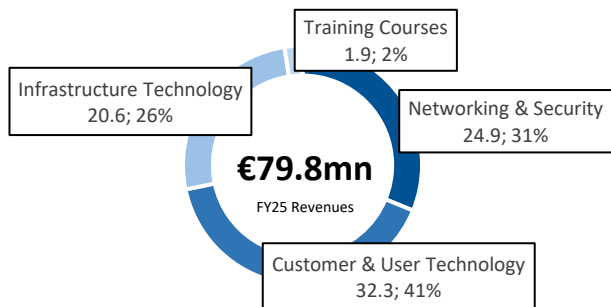 Training Courses
1.9; 2%
Infrastructure Technology
20.6; 26%
Networking & Security
24.9; 31%
€79.8mn
FY25 Revenues
Customer & User Technology
32.3; 41%